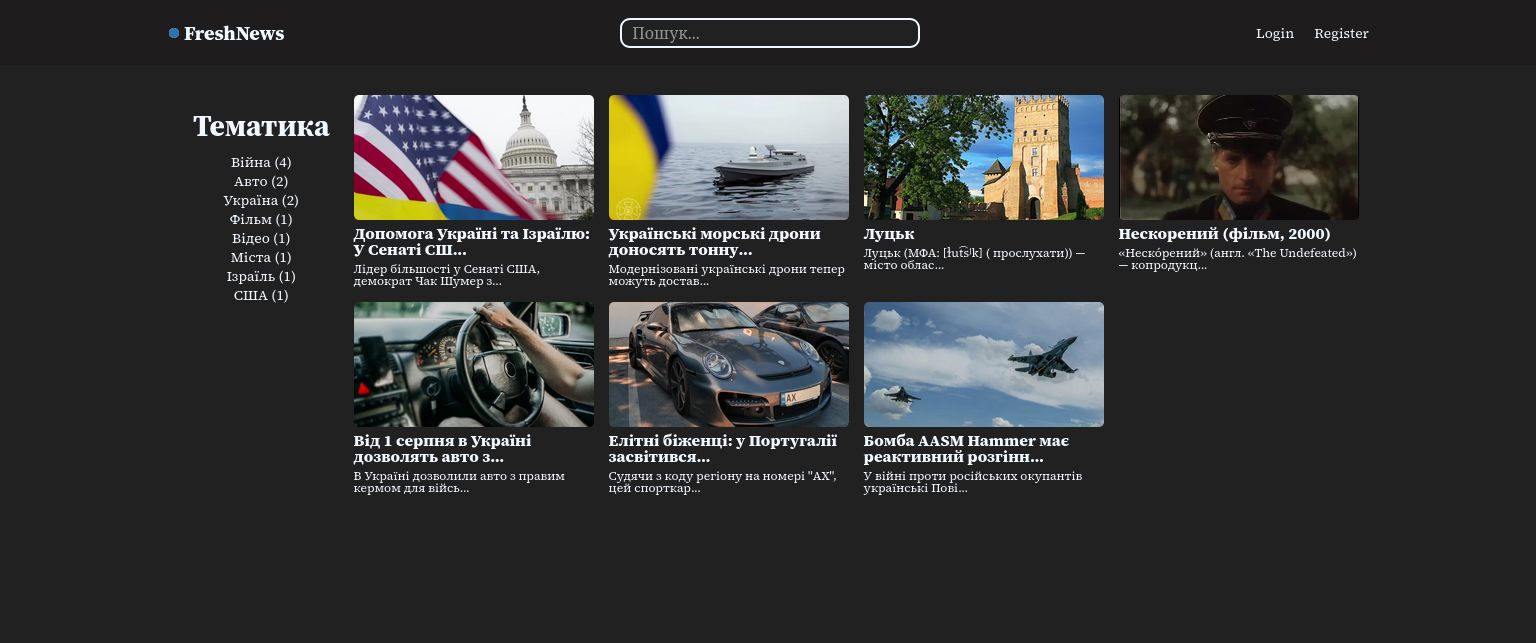 FreshNews
Пошук...
Login
Register
Тематика
Війна (4)
Авто (2)
Україна (2)
Фільм (1)
Відео (1)
Міста (1)
Ізраїль (1)
США (1)
Допомога Україні та Ізраїлю:
У Сенаті СШ...
Лідер більшості у Сенаті США,
демократ Чак Шумер з...
Українські морські дрони
доносять тонну...
Модернізовані українські дрони тепер
можуть достав...
Луцьк
Луцьк (МФА: [ɫut͡sʲk] ( прослухати)) —
місто облас...
Нескорений (фільм, 2000)
«Неско́рений» (англ. «The Undefeated»)
— копродукц...
Від 1 серпня в Україні
дозволять авто з...
В Україні дозволили авто з правим
кермом для війсь...
AX
Елітні біженці: у Португалії
засвітився...
Судячи з коду регіону на номері "AX",
цей спорткар...
Бомба AASM Hammer має
реактивний розгінн...
У війні проти російських окупантів
українські Пові...